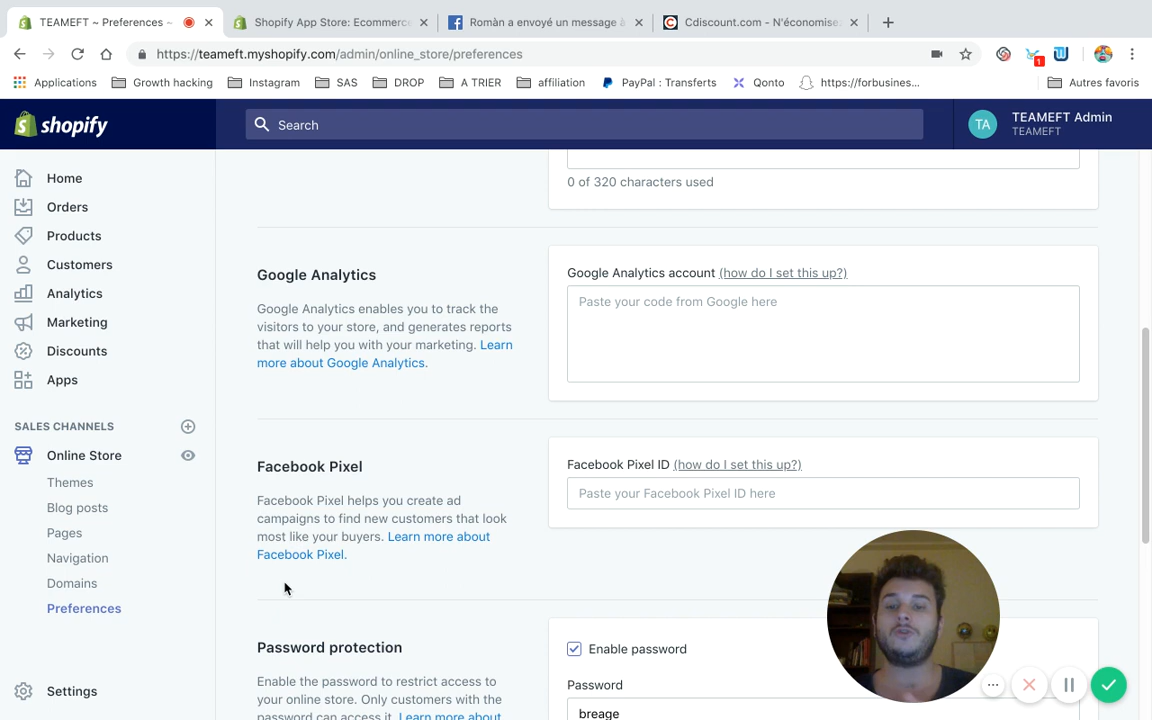 TEAMEFT ~ Preferences ~
Shopify App Store: Ecommerc
Romàn a envoyé un message à
Cdiscount.com - N'économise
https://teameft.myshopify.com/admin/online_store/preferences
Applications
Growth hacking
Instagram
SAS
DROP
A TRIER
affiliation
PayPal : Transferts
Qonto
https://forbusines...
Autres favoris
1
shopify
Search
TA
TEAMEFT Admin
TEAMEFT
Home
Orders
Products
Customers
Analytics
Marketing
Discounts
Apps
SALES CHANNELS
Online Store
Themes
Blog posts
Pages
Navigation
Domains
Preferences
Settings
0 of 320 characters used
Google Analytics
Google Analytics enables you to track the
visitors to your store, and generates reports
that will help you with your marketing. Learn
more about Google Analytics.
Google Analytics account (how do I set this up?)
Paste your code from Google here
Facebook Pixel
Facebook Pixel helps you create ad
campaigns to find new customers that look
most like your buyers. Learn more about
Facebook Pixel.
Facebook Pixel ID (how do I set this up?)
Paste your Facebook Pixel ID here
Password protection
Enable the password to restrict access to
your online store. Only customers with the
password can access it. Learn more about
Enable password
Password
breage